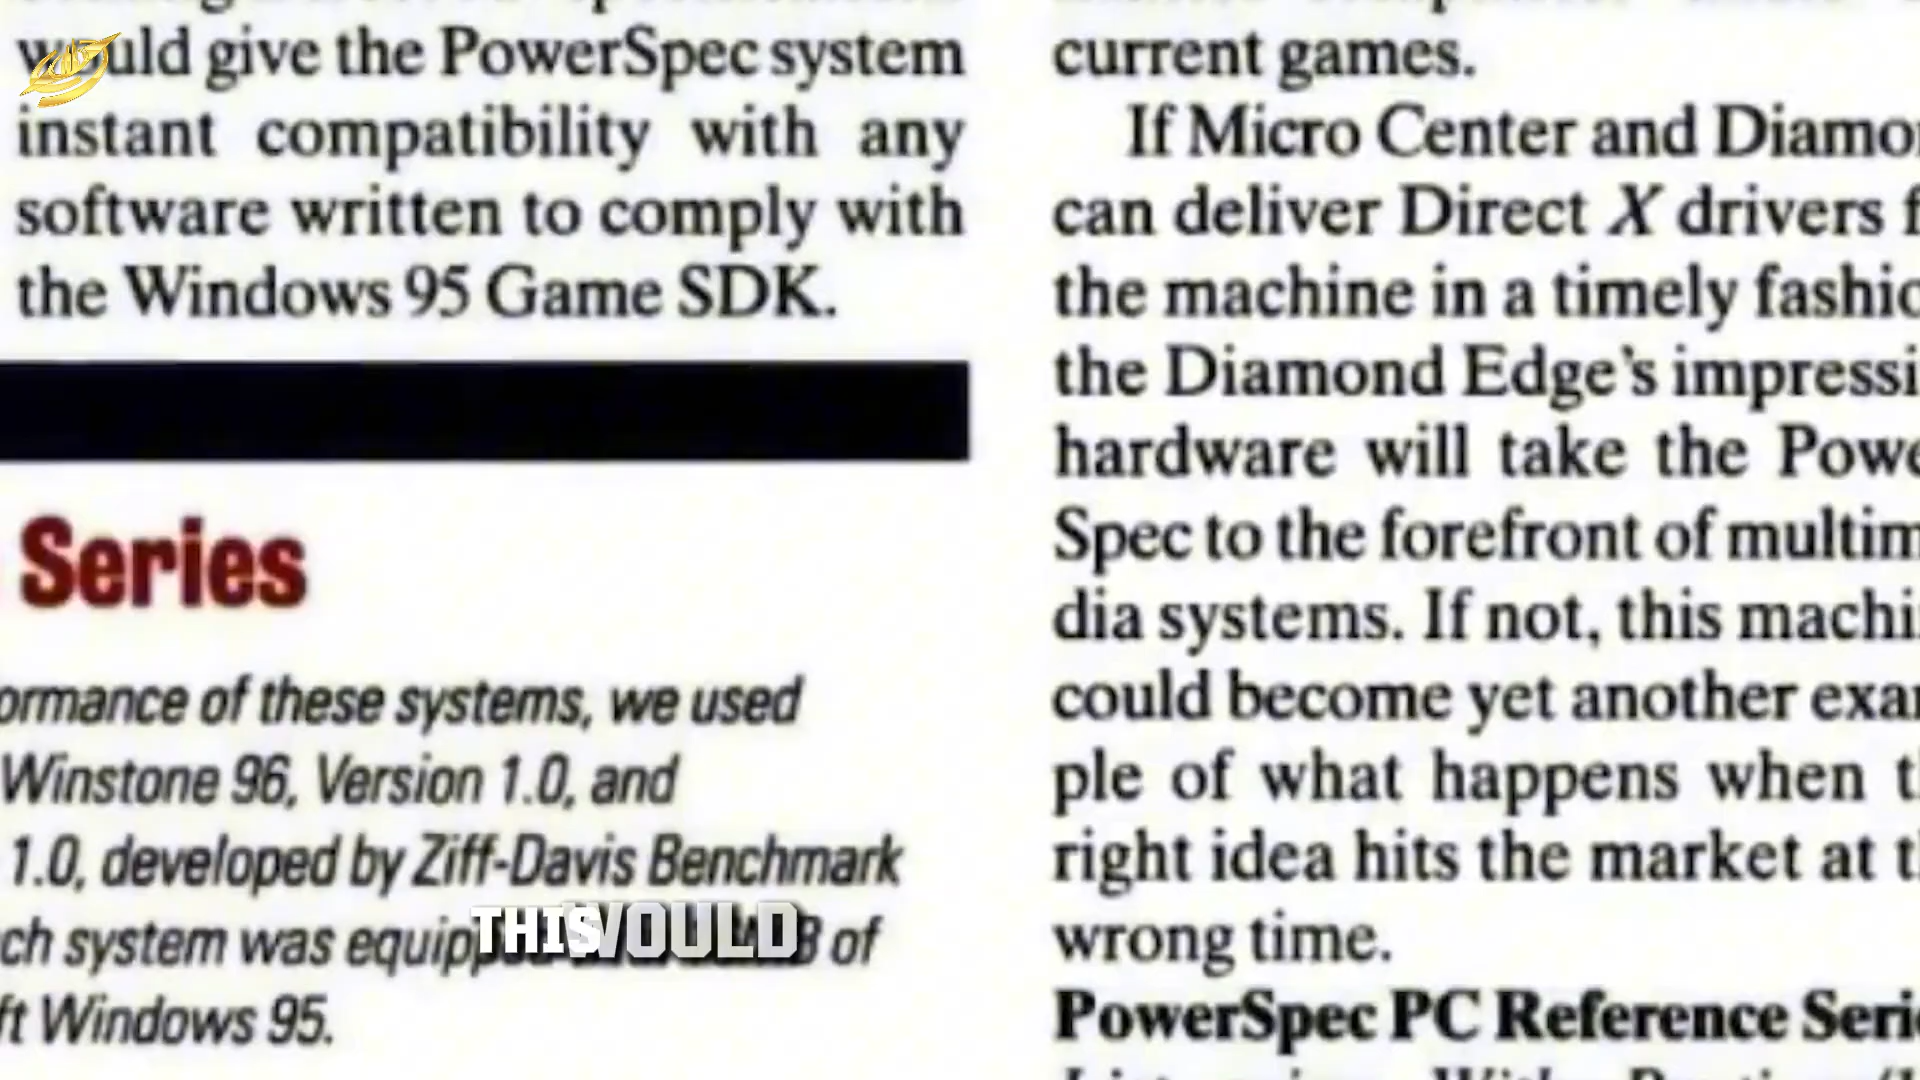 would give the PowerSpec system
instant compatibility with any
software written to comply with
the Windows 95 Game SDK.
Series
ormance of these systems, we used
Winstone 96, Version 1.0, and
1.0, developed by Ziff-Davis Benchmark
ch system was equipp B of
ft Windows 95.
THIS WOULD
current games.
If Micro Center and Diamo
can deliver Direct X drivers f
the machine in a timely fashio
the Diamond Edge's impressi
hardware will take the Powe
Spec to the forefront of multim
dia systems. If not, this machi
could become yet another exam
ple of what happens when t
right idea hits the market at t
wrong time.
PowerSpec PC Reference Serie